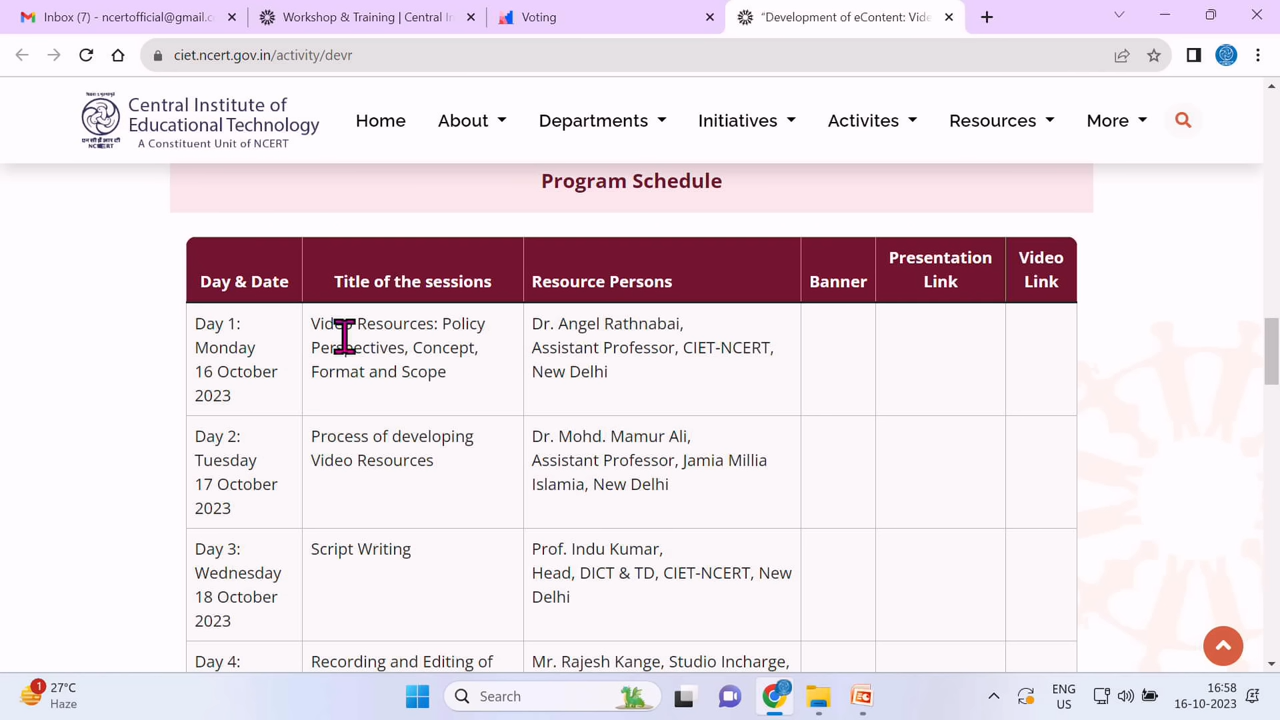 Inbox (7) - ncertofficial@gmail.c
Workshop & Training | Central In
Voting
"Development of eContent: Vide
ciet.ncert.gov.in/activity/devr
Central Institute of
Educational Technology
A Constituent Unit of NCERT
Home
About
Departments
Initiatives
Activites
Resources
More
Program Schedule
Day & Date
Title of the sessions
Resource Persons
Banner
Presentation
Link
Video
Link
Day 1:
Monday
16 October
2023
Video Resources: Policy
Perspectives, Concept,
Format and Scope
Dr. Angel Rathnabai,
Assistant Professor, CIET-NCERT,
New Delhi
Day 2:
Tuesday
17 October
2023
Process of developing
Video Resources
Dr. Mohd. Mamur Ali,
Assistant Professor, Jamia Millia
Islamia, New Delhi
Day 3:
Wednesday
18 October
2023
Script Writing
Prof. Indu Kumar,
Head, DICT & TD, CIET-NCERT, New
Delhi
Day 4:
Recording and Editing of
Mr. Rajesh Kange, Studio Incharge,
1
27°C
Haze
Search
ENG
US
16:58
16-10-2023